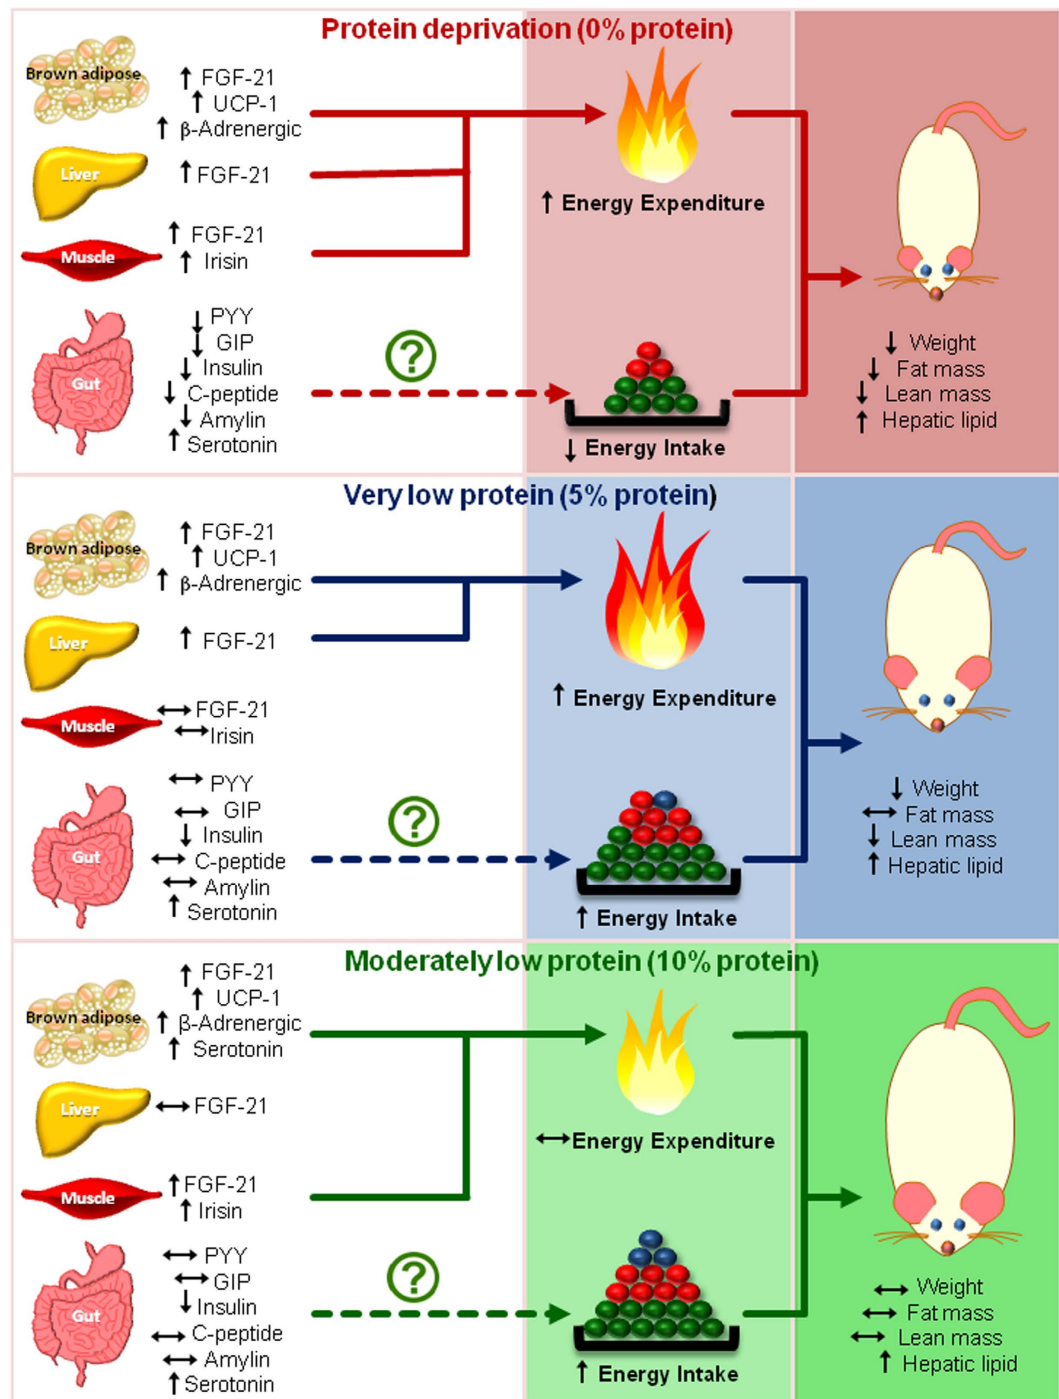 Protein deprivation (0% protein)
Brown adipose
↑ FGF-21
↑ UCP-1
↑ β-Adrenergic
Liver
↑ FGF-21
Muscle
↑ FGF-21
↑ Irisin
Gut
↓ PYY
↓ GIP
↓ Insulin
↓ C-peptide
↓ Amylin
↑ Serotonin
?
↑ Energy Expenditure
↓ Energy Intake
↓ Weight
↓ Fat mass
↓ Lean mass
↑ Hepatic lipid
Very low protein (5% protein)
Brown adipose
↑ FGF-21
↑ UCP-1
↑ β-Adrenergic
Liver
↑ FGF-21
Muscle
↔ FGF-21
↔ Irisin
Gut
↔ PYY
↔ GIP
↓ Insulin
↔ C-peptide
↔ Amylin
↑ Serotonin
?
↑ Energy Expenditure
↑ Energy Intake
↓ Weight
↔ Fat mass
↓ Lean mass
↑ Hepatic lipid
Moderately low protein (10% protein)
Brown adipose
↑ FGF-21
↑ UCP-1
↑ β-Adrenergic
↑ Serotonin
Liver
↔ FGF-21
Muscle
↑ FGF-21
↑ Irisin
Gut
↔ PYY
↔ GIP
↓ Insulin
↔ C-peptide
↔ Amylin
↑ Serotonin
?
↔ Energy Expenditure
↑ Energy Intake
↔ Weight
↔ Fat mass
↔ Lean mass
↑ Hepatic lipid